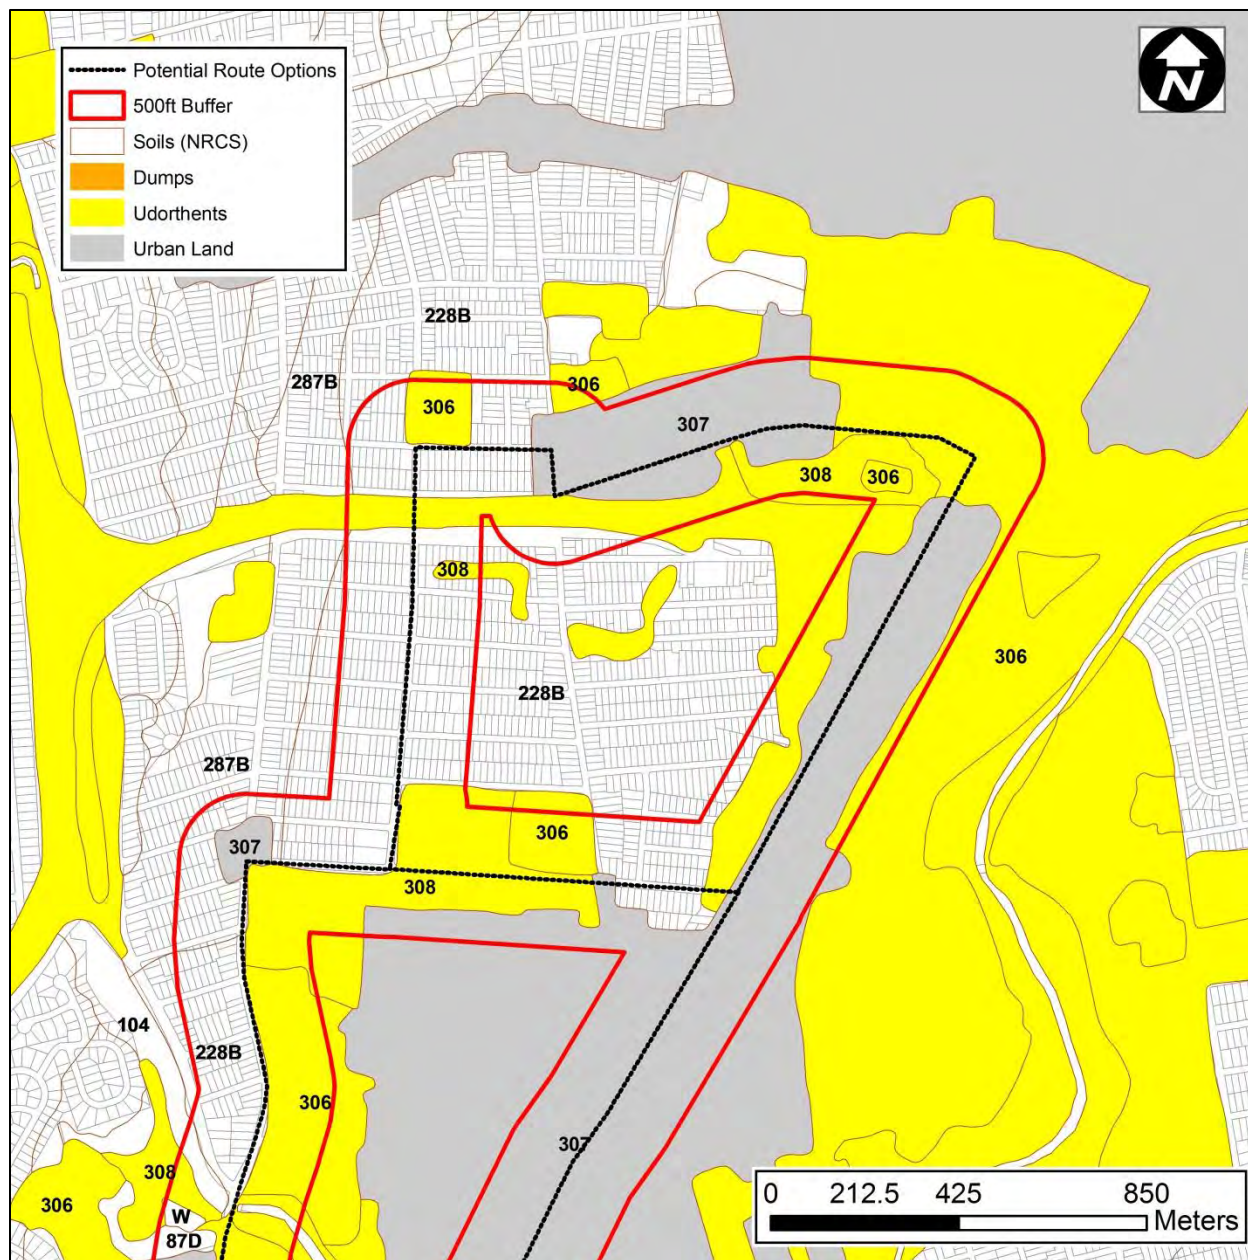 Potential Route Options
500ft Buffer
Soils (NRCS)
Dumps
Udorthents
Urban Land
N
228B
287B
306
306
307
308
306
308
306
228B
287B
306
307
308
104
228B
306
307
308
306
W
87D
0 212.5 425 850
Meters